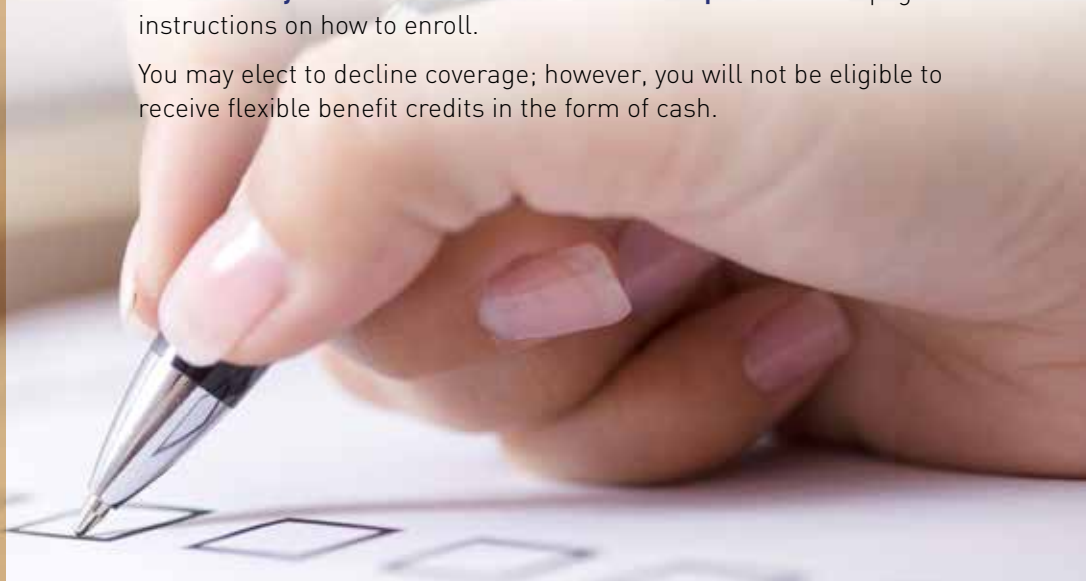 instructions on how to enroll.
You may elect to decline coverage; however, you will not be eligible to
receive flexible benefit credits in the form of cash.